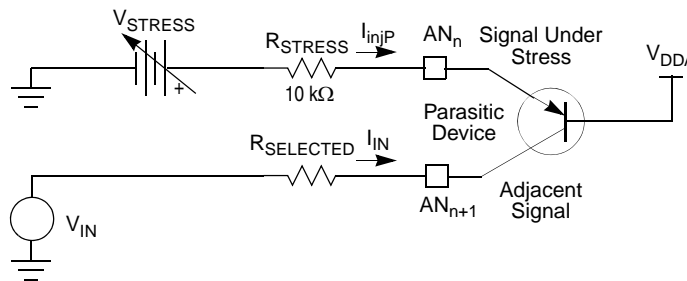 VSTRESS
+
RSTRESS
10 kΩ
IinjP
ANn
Signal Under
Stress
VDDA
Parasitic
Device
RSELECTED
IIN
ANn+1
Adjacent
Signal
VIN